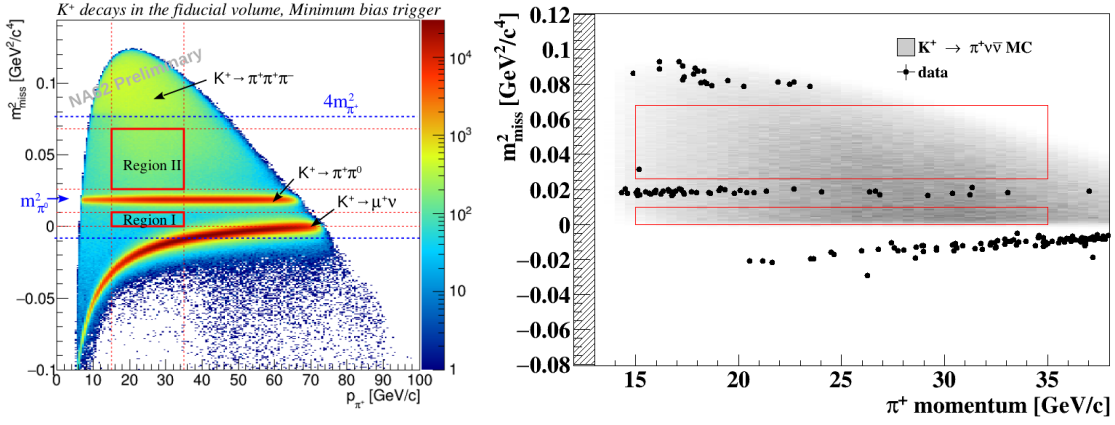 K⁺ decays in the fiducial volume, Minimum bias trigger
m²miss [GeV²/c⁴]
0.1
0.05
0
−0.05
−0.1
m²π⁰
NA62 Preliminary
K⁺→π⁺π⁺π⁻
4m²π⁺
Region II
K⁺→π⁺π⁰
K⁺→μ⁺ν
Region I
0 10 20 30 40 50 60 70 80 90 100
pπ⁺ [GeV/c]
10⁴
10³
10²
10
1
m²miss [GeV²/c⁴]
0.12
0.1
0.08
0.06
0.04
0.02
0
−0.02
−0.04
−0.06
−0.08
K⁺ → π⁺νν̄ MC
data
15 20 25 30 35
π⁺ momentum [GeV/c]